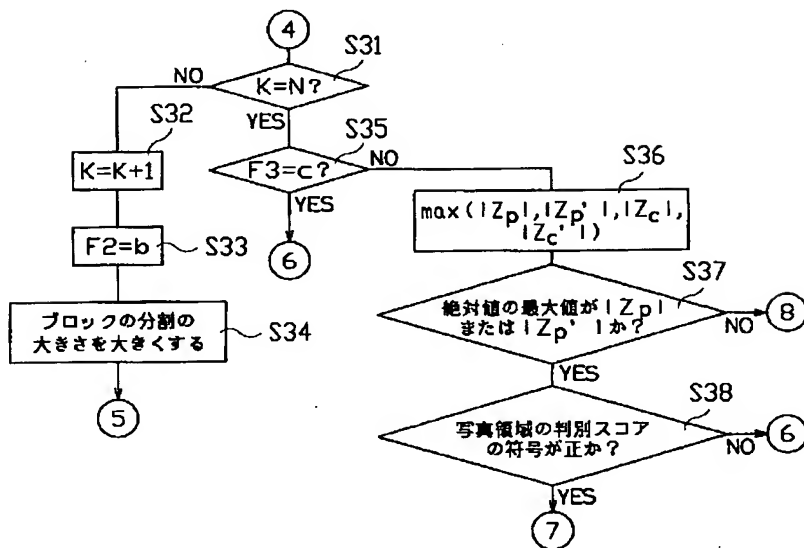 4
S31
K=N?
NO
YES
S32
K=K+1
S35
F3=c?
NO
YES
6
F2=b
S33
ブロックの分割の
大きさを大きくする
S34
5
S36
max(|Zp|,|Zp'|,|Zc|,
|Zc'|)
S37
絶対値の最大値が|Zp|
または|Zp'|か?
NO
8
YES
S38
写真領域の判別スコア
の符号が正か?
NO
6
YES
7